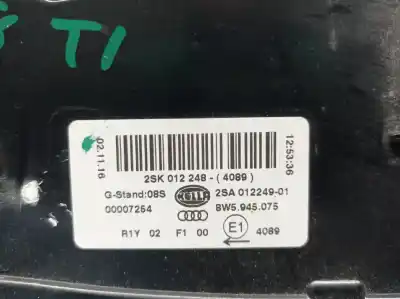 TI
02.11.16
12:53:36
2SK 012 248 - ( 4089 )
G-Stand:08S HELLA 2SA 012249-01
00007254 8W5.945.075
R1Y 02 F1 00 E1 4089